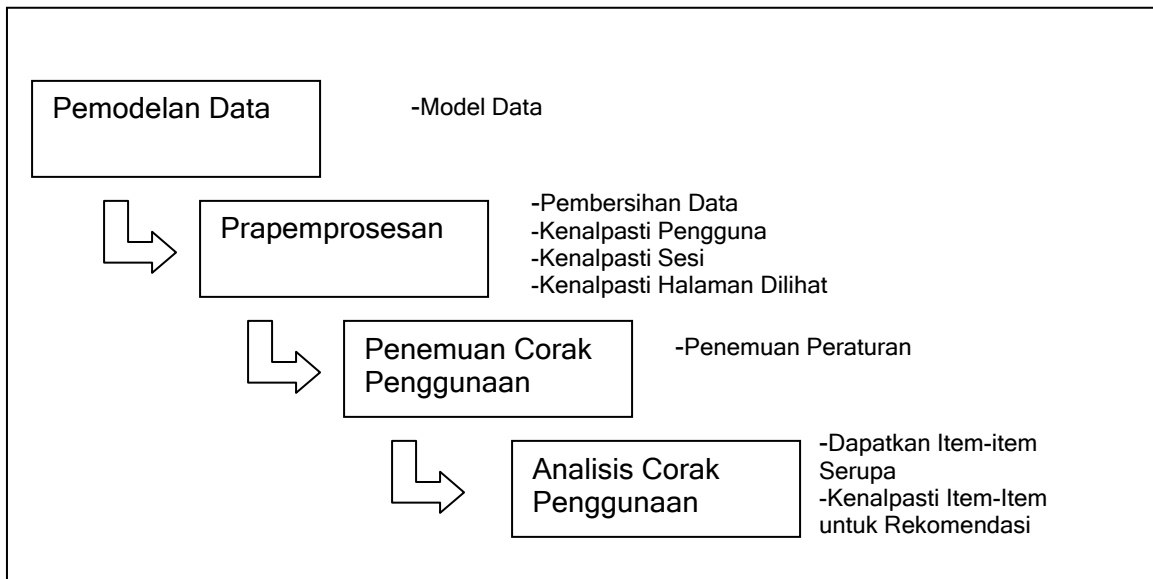 Pemodelan Data
-Model Data
Prapemprosesan
-Pembersihan Data
-Kenalpasti Pengguna
-Kenalpasti Sesi
-Kenalpasti Halaman Dilihat
Penemuan Corak
Penggunaan
-Penemuan Peraturan
Analisis Corak
Penggunaan
-Dapatkan Item-item
Serupa
-Kenalpasti Item-Item
untuk Rekomendasi